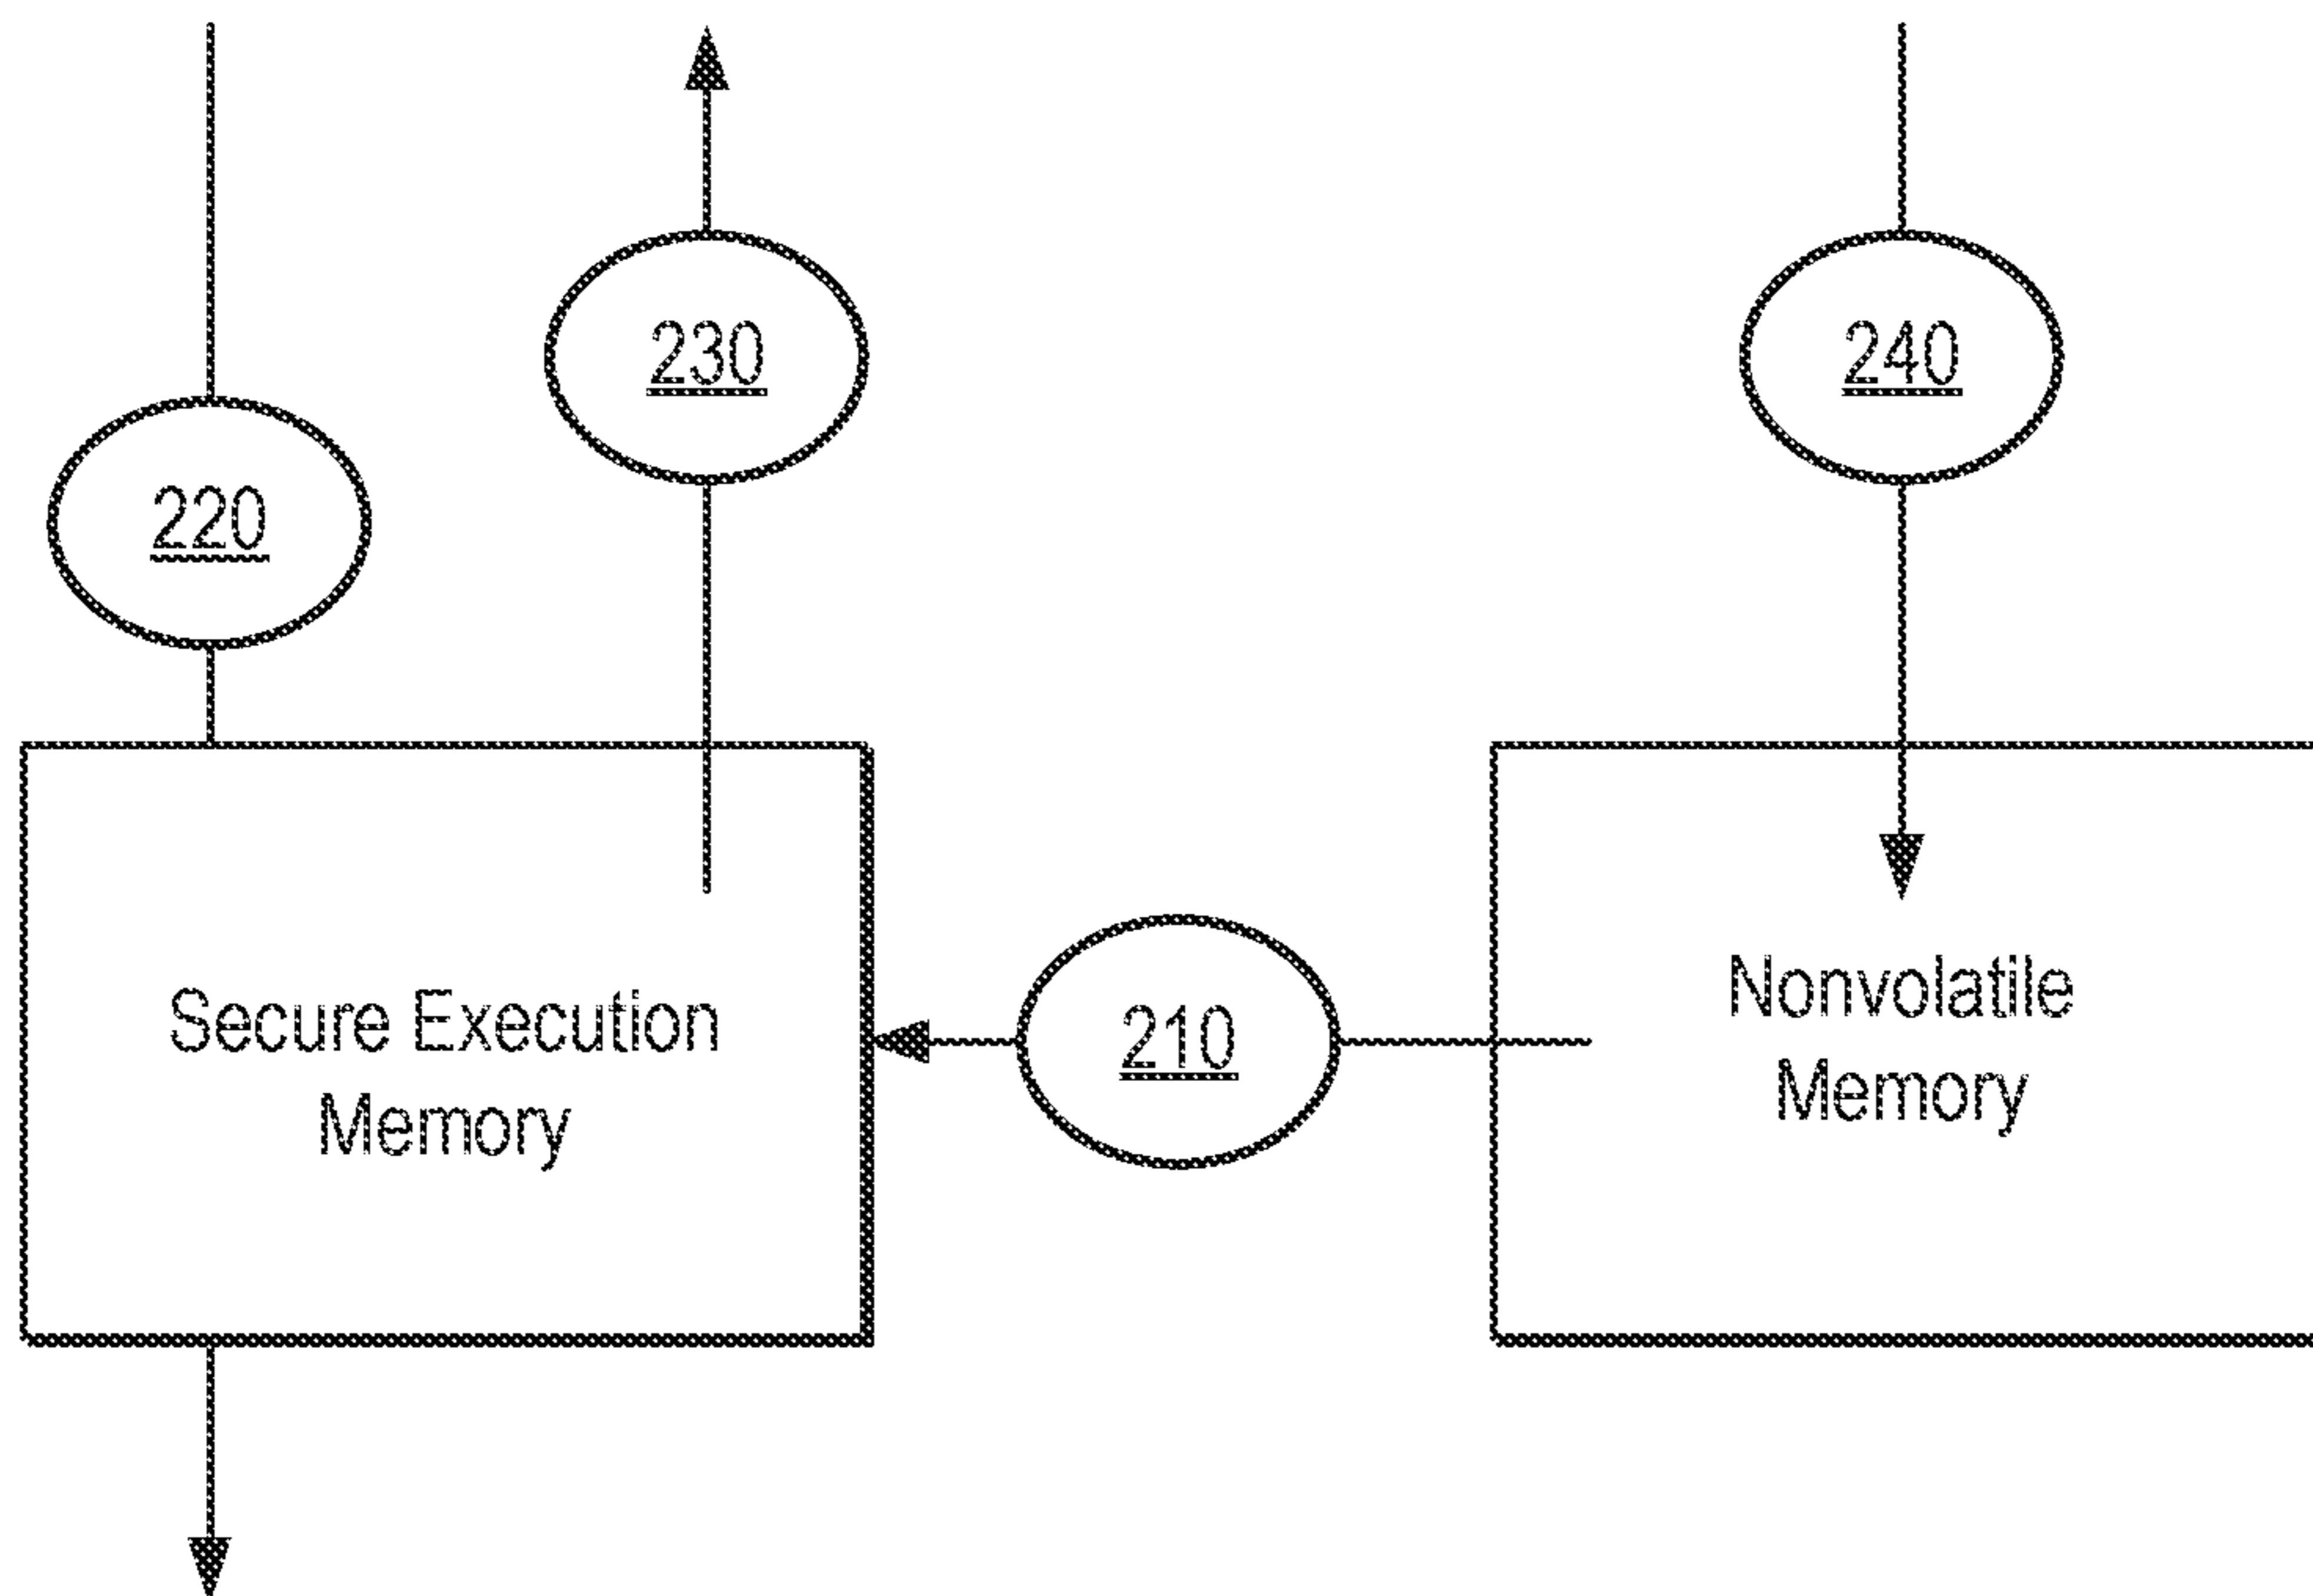 230
240
220
Secure Execution
Memory
210
Nonvolatile
Memory